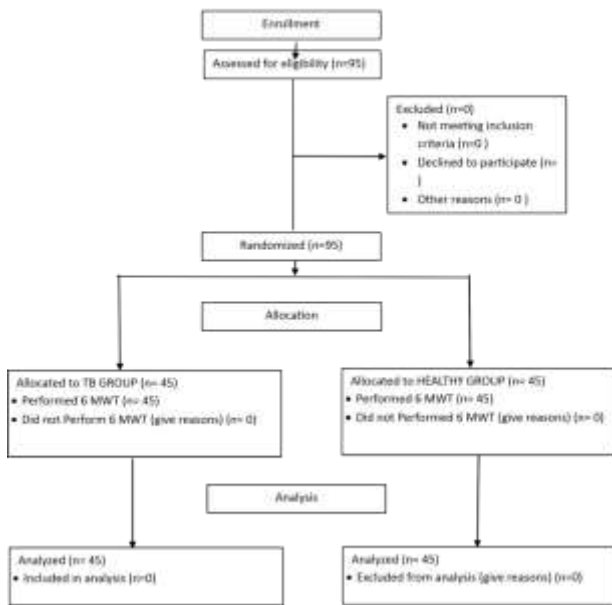 Enrollment
Assessed for eligibility (n=95)
Excluded (n=0)
• Not meeting inclusion
criteria (n=0 )
• Declined to participate (n=
)
• Other reasons (n= 0 )
Randomized (n=95)
Allocation
Allocated to TB GROUP (n= 45)
• Performed 6 MWT (n= 45)
• Did not Perform 6 MWT (give reasons) (n= 0)
Allocated to HEALTHY GROUP (n= 45)
• Performed 6 MWT (n= 45)
• Did not Performed 6 MWT (give reasons) (n= 0)
Analysis
Analyzed (n= 45)
• Included in analysis (n=0)
Analyzed (n= 45)
• Excluded from analysis (give reasons) (n=0)